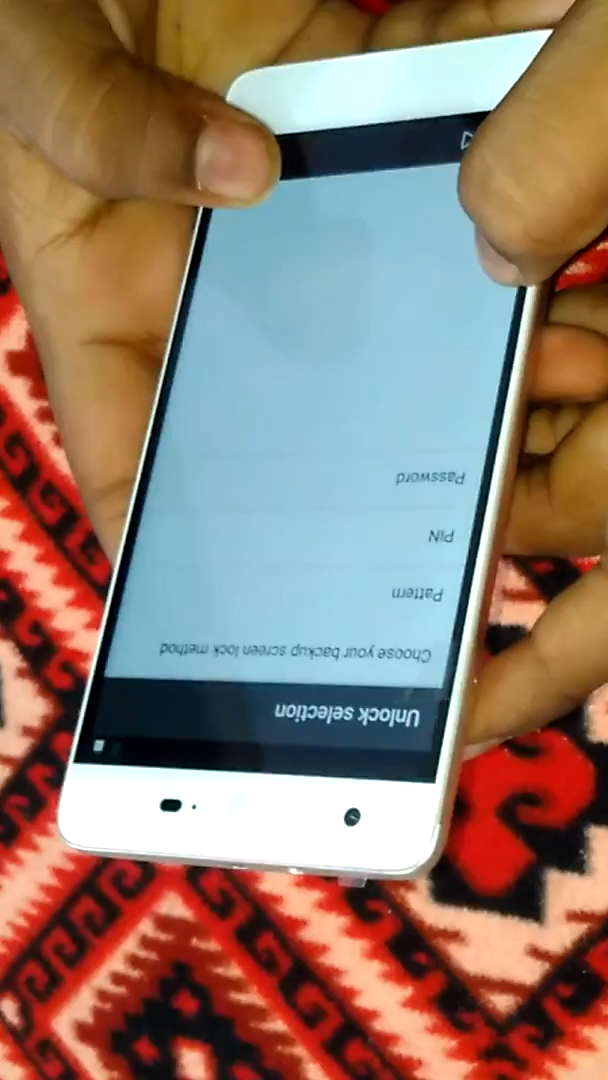 Unlock selection
Choose your backup screen lock method
Pattern
PIN
Password